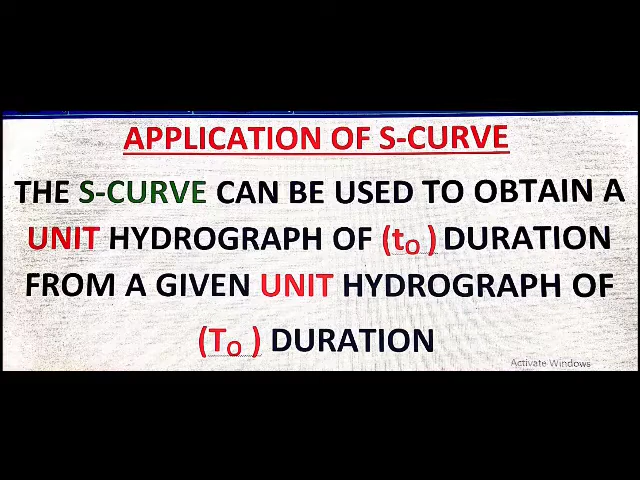 APPLICATION OF S-CURVE
THE S-CURVE CAN BE USED TO OBTAIN A
UNIT HYDROGRAPH OF (tO ) DURATION
FROM A GIVEN UNIT HYDROGRAPH OF
(TO ) DURATION
Activate Windows